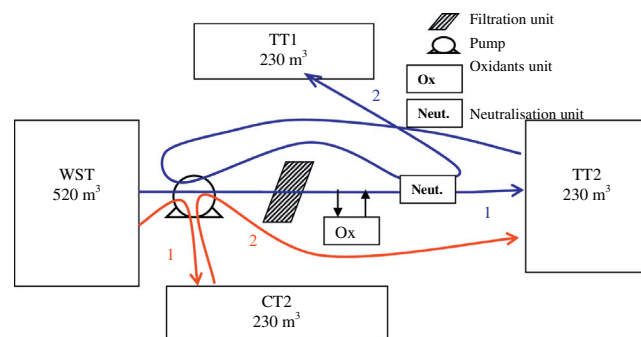 TT1
230 m³
Filtration unit
Pump
Oxidants unit
Ox
Neut.
Neutralisation unit
2
WST
520 m³
Neut.
TT2
230 m³
1
Ox
1
2
CT2
230 m³